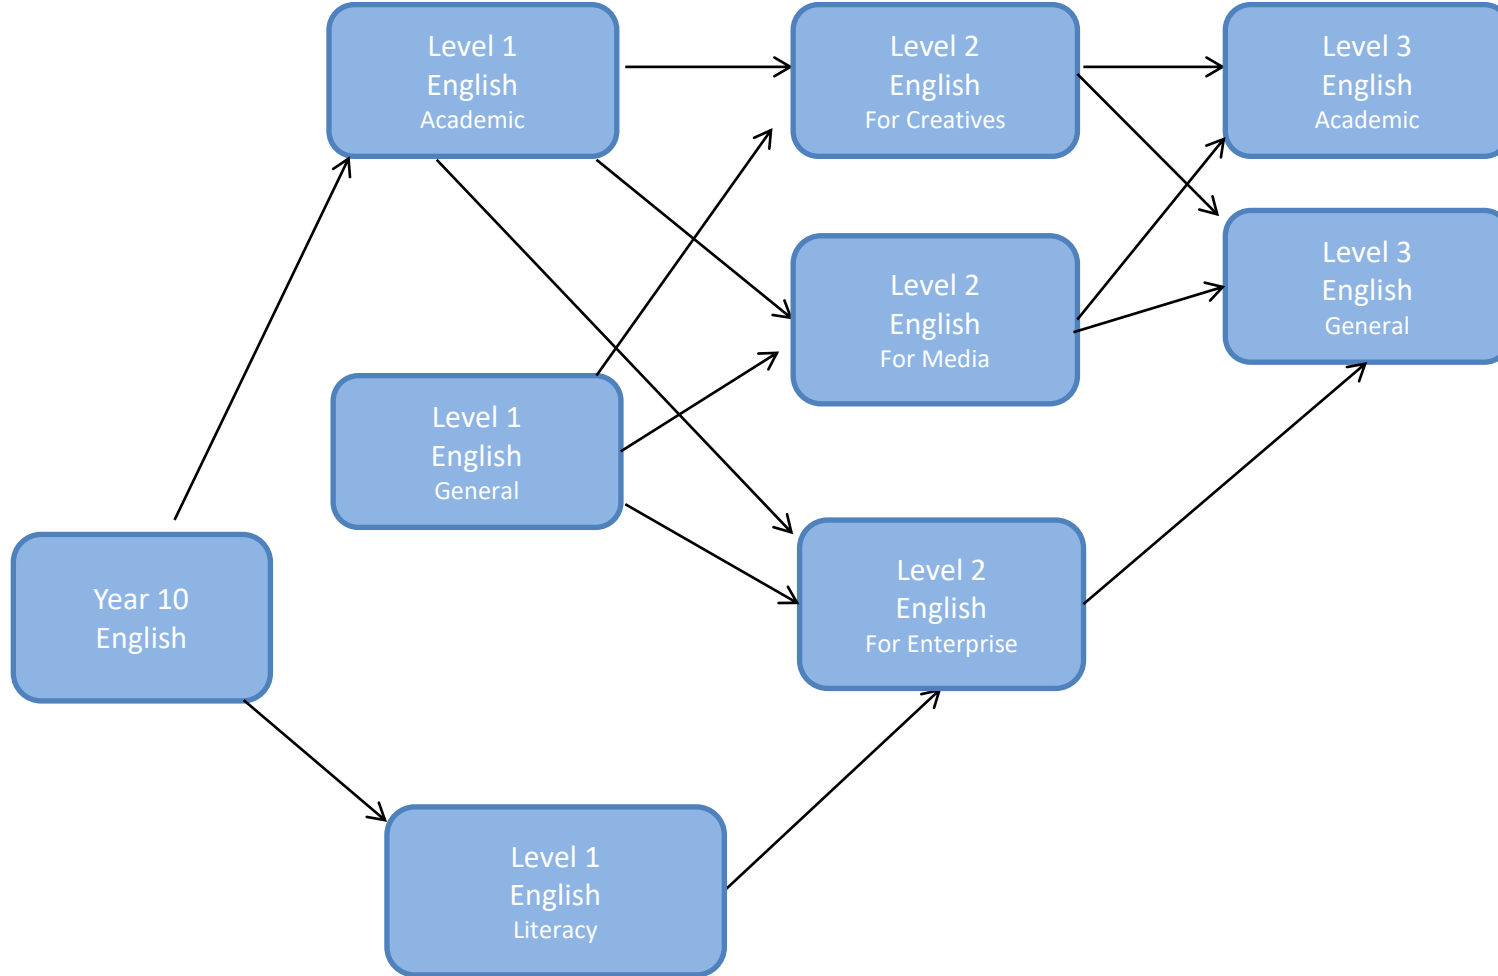 Level 1
English
Academic
Level 2
English
For Creatives
Level 3
English
Academic
Level 2
English
For Media
Level 3
English
General
Level 1
English
General
Year 10
English
Level 2
English
For Enterprise
Level 1
English
Literacy